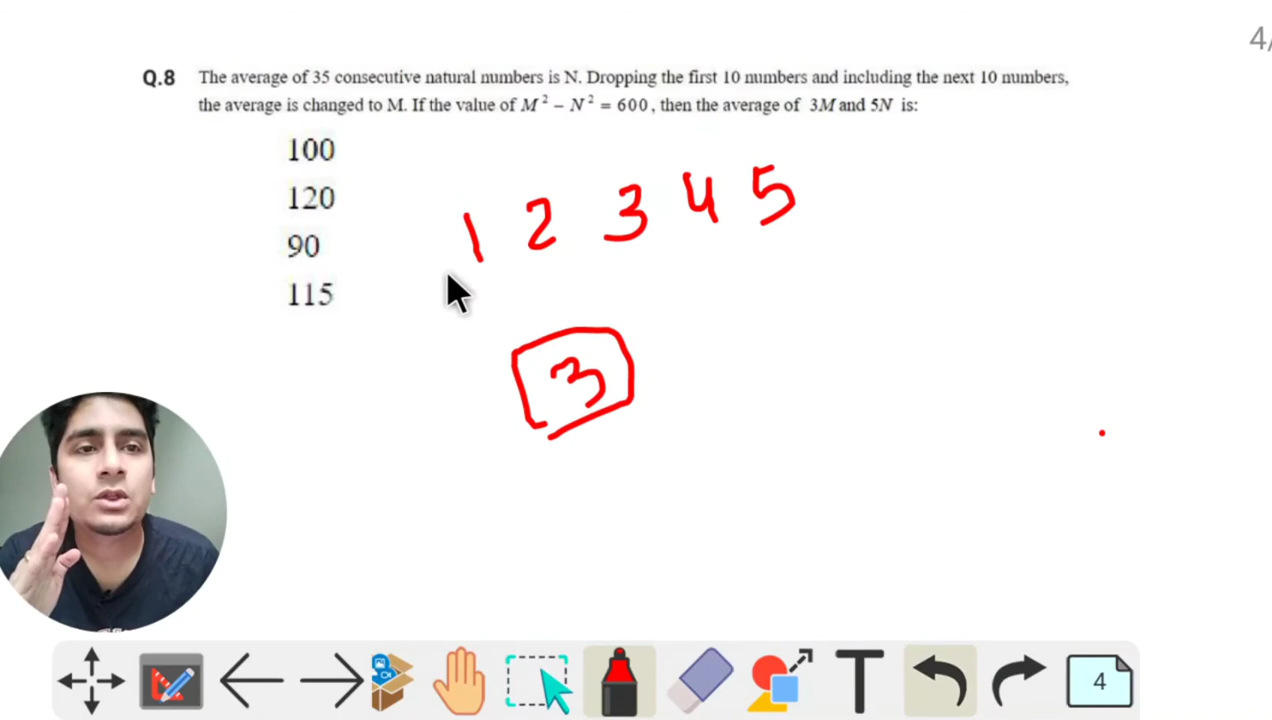 4/
Q.8 The average of 35 consecutive natural numbers is N. Dropping the first 10 numbers and including the next 10 numbers,
the average is changed to M. If the value of M² − N² = 600, then the average of 3M and 5N is:
100
120
90
115
1 2 3 4 5
3
T
4